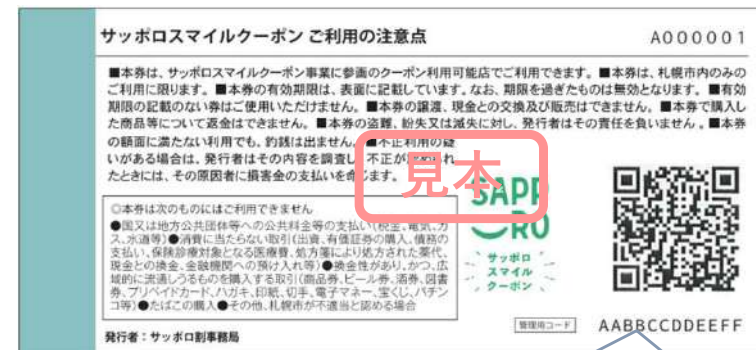 サッポロスマイルクーポン ご利用の注意点
A000001
■本券は、サッポロスマイルクーポン事業に参画のクーポン利用可能店でご利用できます。■本券は、札幌市内のみの
ご利用に限ります。■本券の有効期限は、表面に記載しています。なお、期限を過ぎたものは無効となります。■有効
期限の記載のない券はご使用いただけません。■本券の譲渡、現金との交換及び販売はできません。■本券で購入し
た商品等について返金はできません。■本券の盗難、紛失又は滅失に対し、発行者はその責任を負いません。■本券
の額面に満たない利用でも、釣銭は出ません。■不正利用の疑
いがある場合は、発行者はその内容を調査し、不正が認められ
たときには、その原因者に損害金の支払いを命じます。
見本
◎本券は次のものにはご利用できません
●国又は地方公共団体等への公共料金等の支払い(税金、電気、ガ
ス、水道等)●消費に当たらない取引(出資、有価証券の購入、債務の
支払い、保険診療対象となる医療費、処方箋により処方された薬代、
現金との換金、金融機関への預け入れ等)●換金性があり、かつ、広
域的に流通しうるものを購入する取引(商品券、ビール券、酒券、図書
券、プリペイドカード、ハガキ、印紙、切手、電子マネー、宝くじ、パチン
コ等)●たばこの購入●その他、札幌市が不適当と認める場合
SAPP
RO
サッポロ
スマイル
クーポン
管理用コード
AABBCCDDEEFF
発行者：サッポロ割事務局